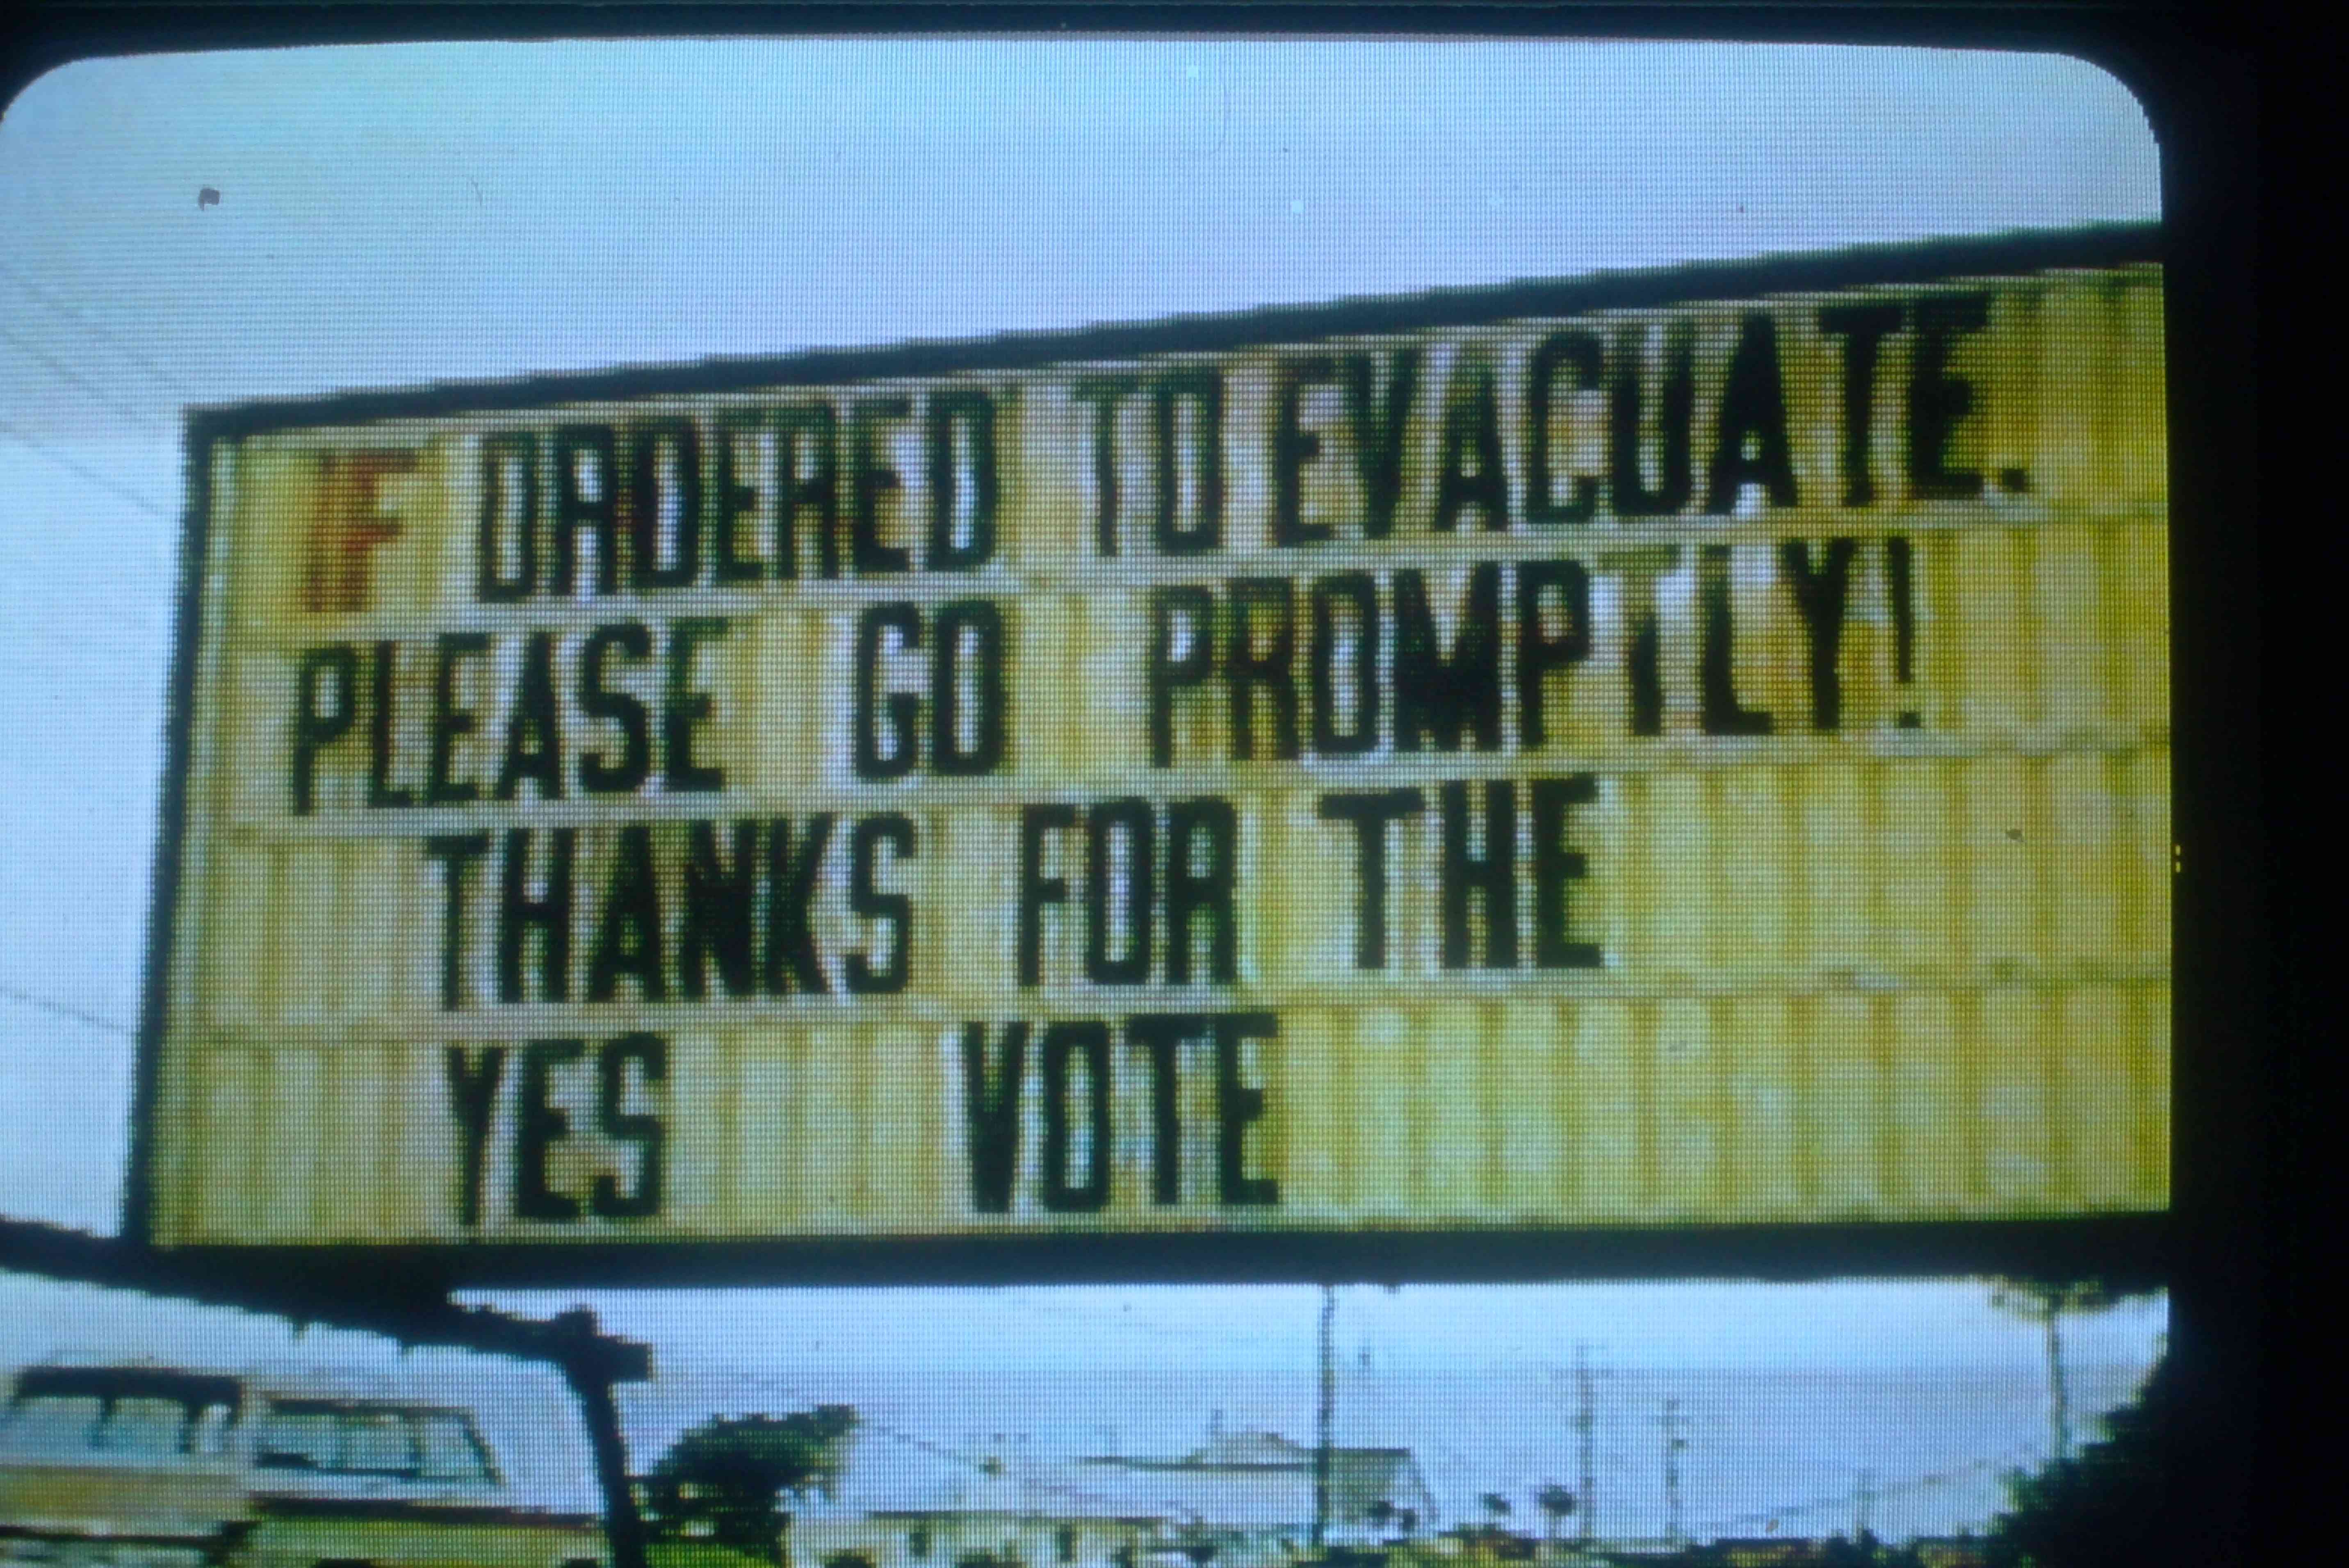 IF ORDERED TO EVACUATE.
PLEASE GO PROMPTLY!
THANKS FOR THE
YES VOTE